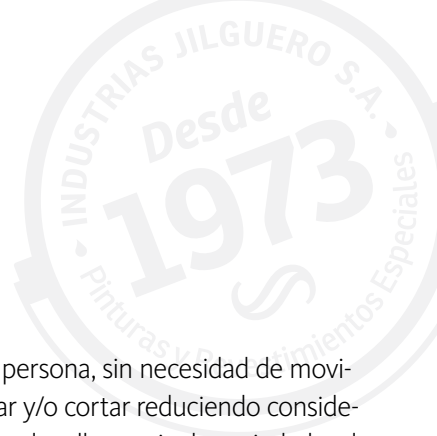 INDUSTRIAS JILGUERO S.A.
Desde
1973
Pinturas y Revestimientos Especiales
persona, sin necesidad de movi-
ar y/o cortar reduciendo conside-